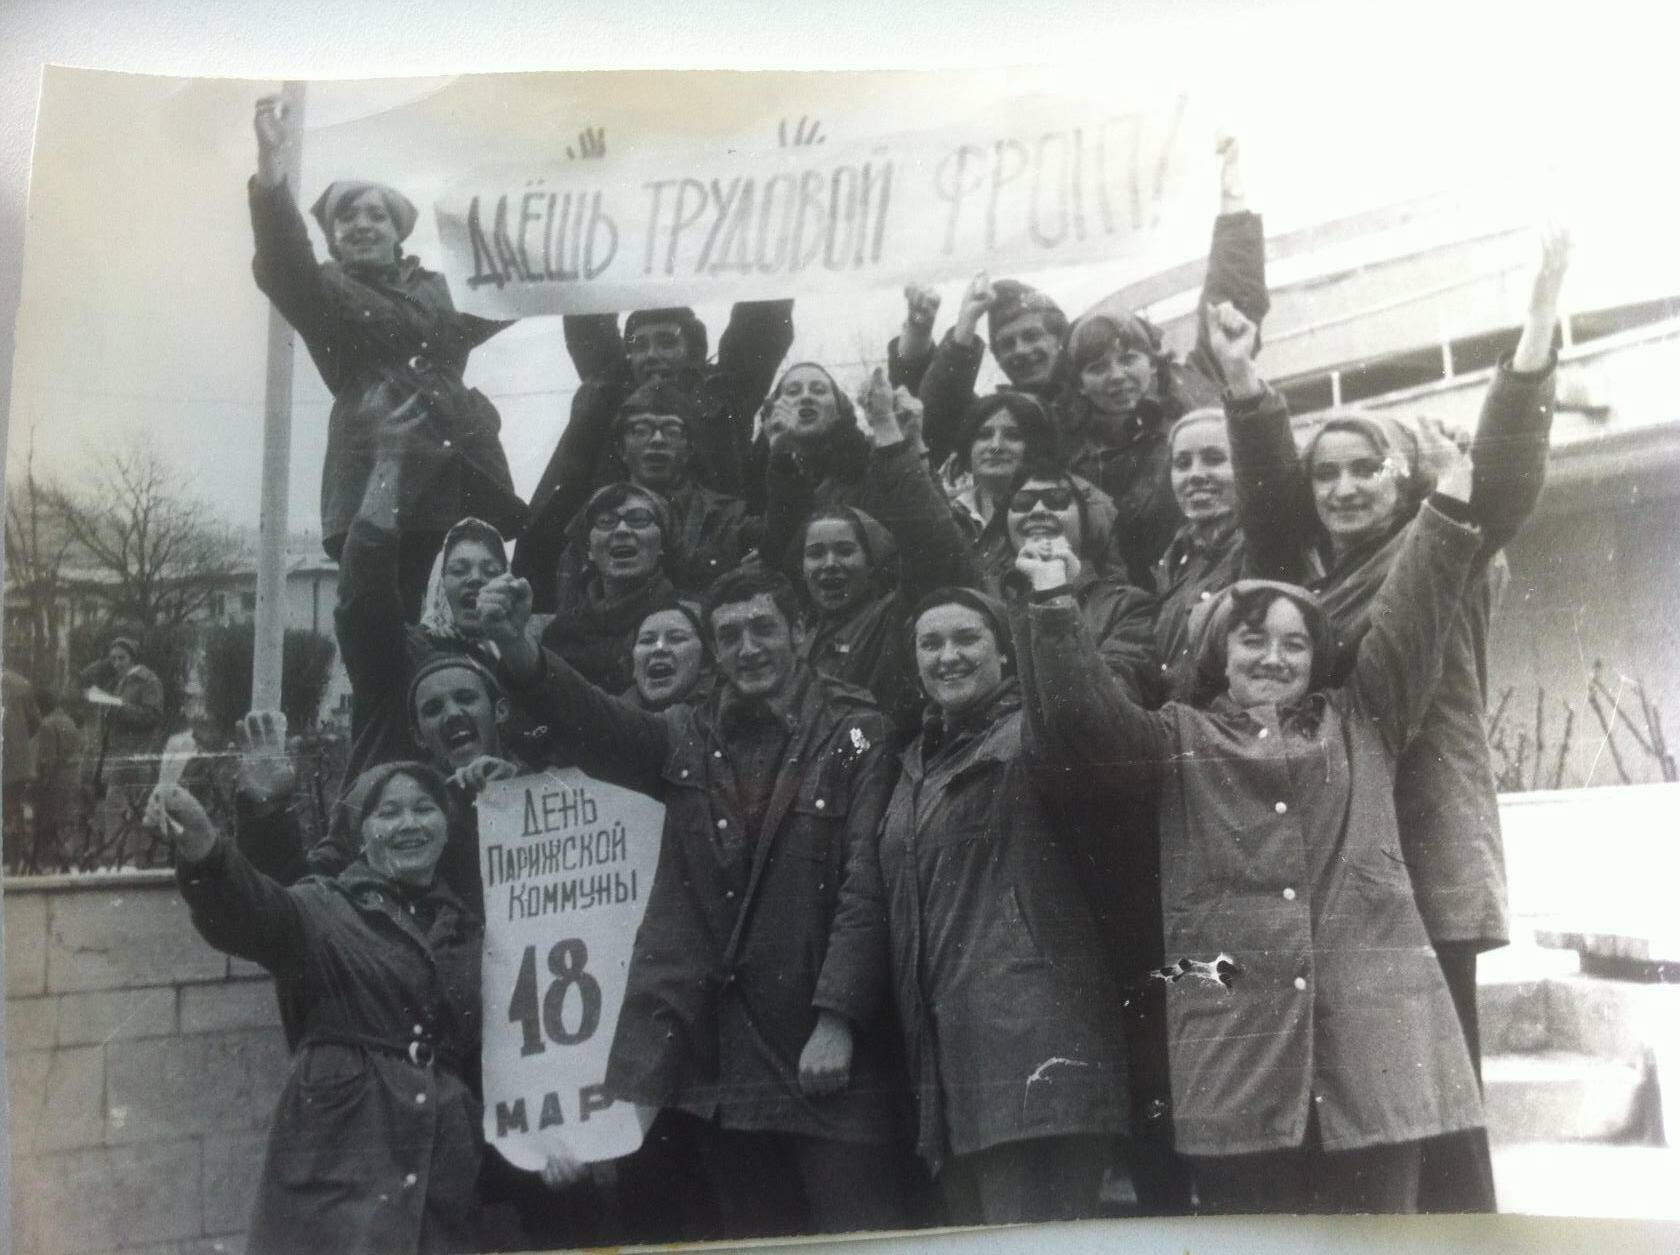 ДАЁШЬ ТРУДОВОЙ ФРОНТ!
ДЕНЬ
ПАРИЖСКОЙ
КОММУНЫ
18
МАР